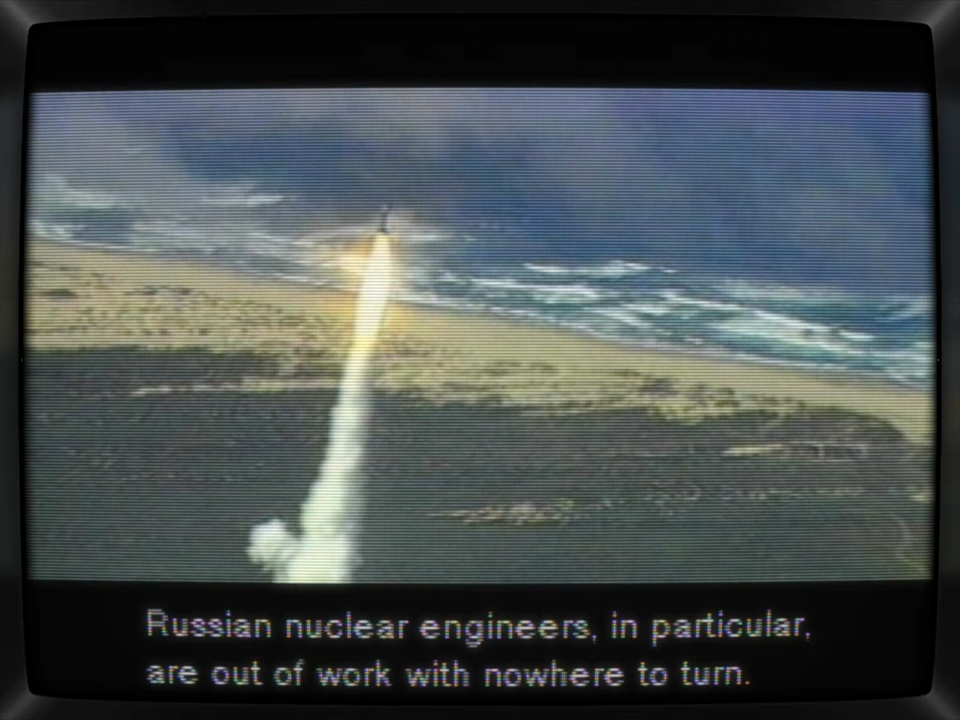 Russian nuclear engineers, in particular,
are out of work with nowhere to turn.